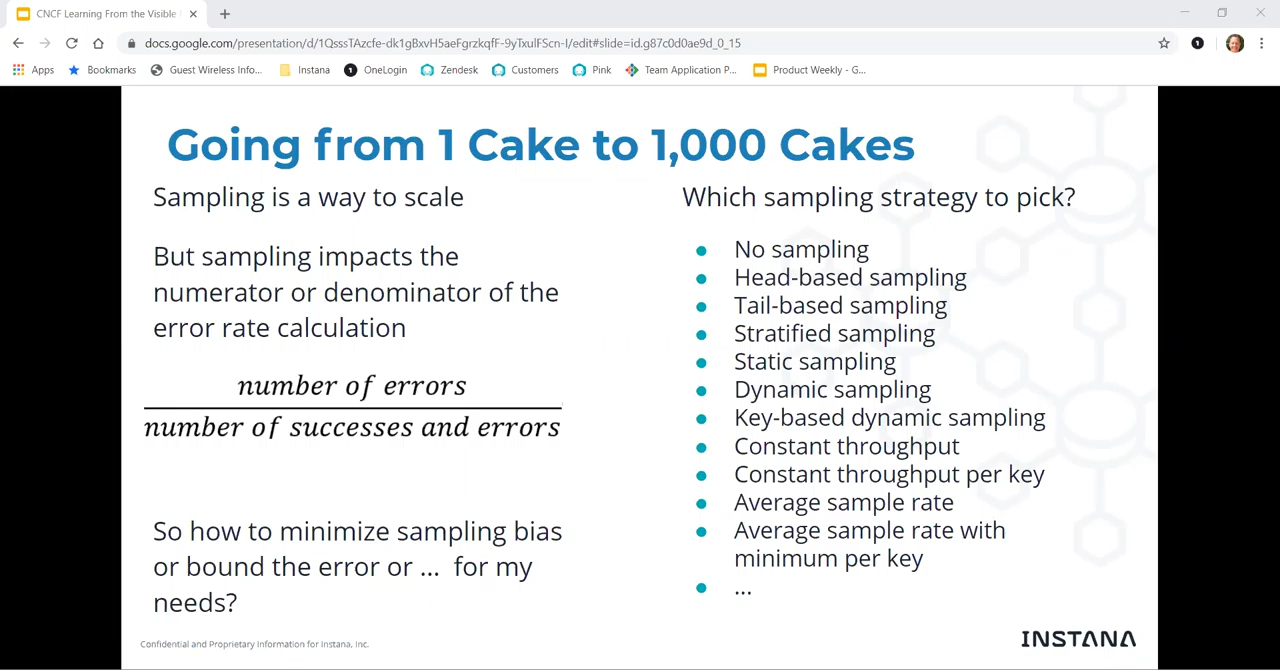 CNCF Learning From the Visible
docs.google.com/presentation/d/1QsssTAzcfe-dk1gBxvH5aeFgrzkqfF-9yTxulFScn-I/edit#slide=id.g87c0d0ae9d_0_15
Apps Bookmarks Guest Wireless Info... Instana OneLogin Zendesk Customers Pink Team Application P... Product Weekly - G...
Going from 1 Cake to 1,000 Cakes
Sampling is a way to scale
But sampling impacts the
numerator or denominator of the
error rate calculation
number of errors
number of successes and errors
So how to minimize sampling bias
or bound the error or ... for my
needs?
Which sampling strategy to pick?
● No sampling
● Head-based sampling
● Tail-based sampling
● Stratified sampling
● Static sampling
● Dynamic sampling
● Key-based dynamic sampling
● Constant throughput
● Constant throughput per key
● Average sample rate
● Average sample rate with
minimum per key
● ...
Confidential and Proprietary Information for Instana, Inc.
INSTANA